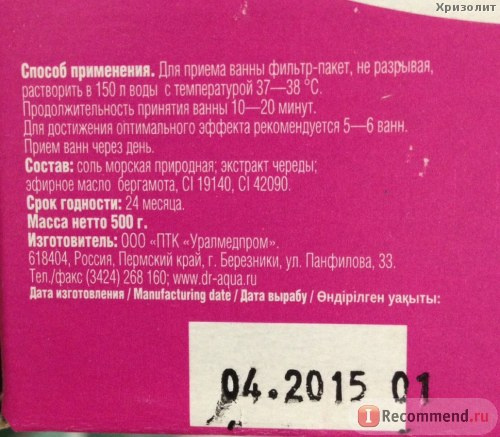 Хризолит
Способ применения. Для приема ванны фильтр-пакет, не разрывая,
растворить в 150 л воды с температурой 37—38 °С.
Продолжительность принятия ванны 10—20 минут.
Для достижения оптимального эффекта рекомендуется 5—6 ванн.
Прием ванн через день.
Состав: соль морская природная; экстракт череды;
эфирное масло бергамота, CI 19140, CI 42090.
Срок годности: 24 месяца.
Масса нетто 500 г.
Изготовитель: ООО «ПТК «Уралмедпром».
618404, Россия, Пермский край, г. Березники, ул. Панфилова, 33.
Тел./факс (3424) 268 160; www.dr-aqua.ru
Дата изготовления / Manufacturing date / Дата вырабу / Өндірілген уақыты:
04.2015 01
I Recommend.ru